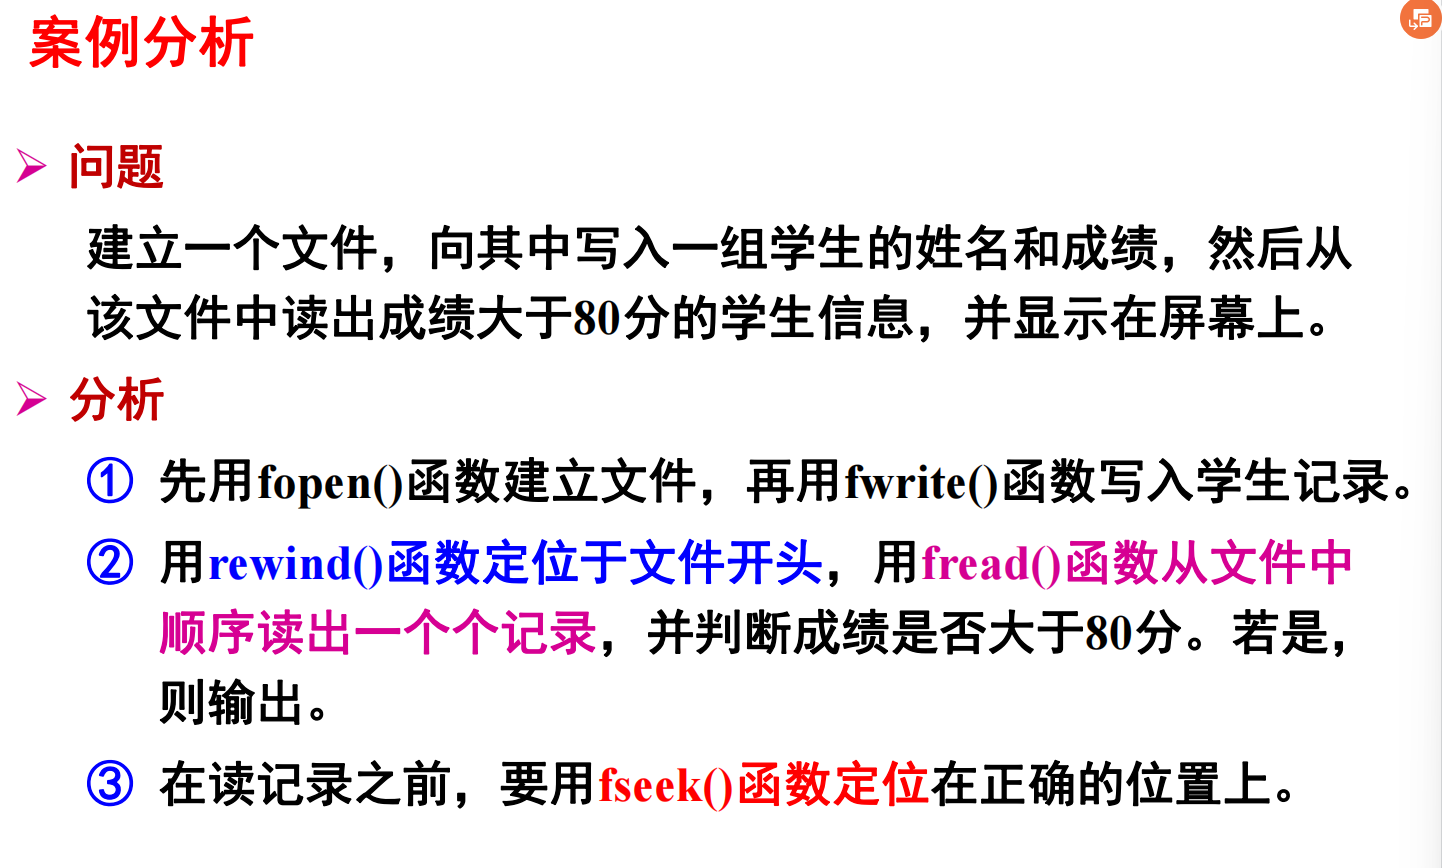 案例分析
问题
建立一个文件，向其中写入一组学生的姓名和成绩，然后从
该文件中读出成绩大于80分的学生信息，并显示在屏幕上。
分析
① 先用fopen()函数建立文件，再用fwrite()函数写入学生记录。
② 用rewind()函数定位于文件开头，用fread()函数从文件中
顺序读出一个个记录，并判断成绩是否大于80分。若是，
则输出。
③ 在读记录之前，要用fseek()函数定位在正确的位置上。